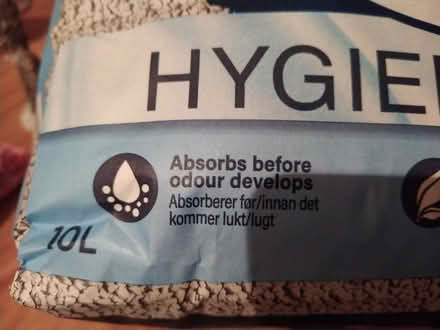 HYGIE
Absorbs before
odour develops
Absorberer før/innan det
kommer lukt/lugt
10L